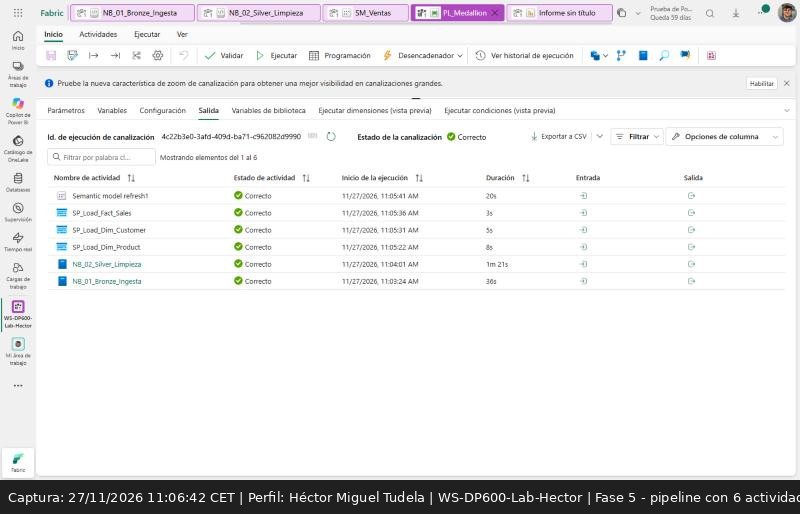 Fabric
NB_01_Bronze_Ingesta
NB_02_Silver_Limpieza
SM_Ventas
PL_Medallion
Informe sin título
Prueba de Po...
Queda 59 días
Inicio
Actividades
Ejecutar
Ver
Validar
Ejecutar
Programación
Desencadenador
Ver historial de ejecución
Pruebe la nueva característica de zoom de canalización para obtener una mejor visibilidad en canalizaciones grandes.
Habilitar
Parámetros
Variables
Configuración
Salida
Variables de biblioteca
Ejecutar dimensiones (vista previa)
Ejecutar condiciones (vista previa)
Id. de ejecución de canalización 4c22b3e0-3afd-409d-ba71-c962082d9990
Estado de la canalización Correcto
Exportar a CSV
Filtrar
Opciones de columna
Filtrar por palabra cl...
Mostrando elementos del 1 al 6
Nombre de actividad Estado de actividad Inicio de la ejecución Duración Entrada Salida
Semantic model refresh1 Correcto 11/27/2026, 11:05:41 AM 20s
SP_Load_Fact_Sales Correcto 11/27/2026, 11:05:36 AM 3s
SP_Load_Dim_Customer Correcto 11/27/2026, 11:05:31 AM 5s
SP_Load_Dim_Product Correcto 11/27/2026, 11:05:22 AM 8s
NB_02_Silver_Limpieza Correcto 11/27/2026, 11:04:01 AM 1m 21s
NB_01_Bronze_Ingesta Correcto 11/27/2026, 11:03:24 AM 36s
Inicio
Áreas de
trabajo
Copilot de
Power BI
Catálogo de
OneLake
Databases
Supervisión
Tiempo real
Cargas de
trabajo
WS-DP600-
Lab-Hector
Mi área de
trabajo
Fabric
Captura: 27/11/2026 11:06:42 CET | Perfil: Héctor Miguel Tudela | WS-DP600-Lab-Hector | Fase 5 - pipeline con 6 actividad